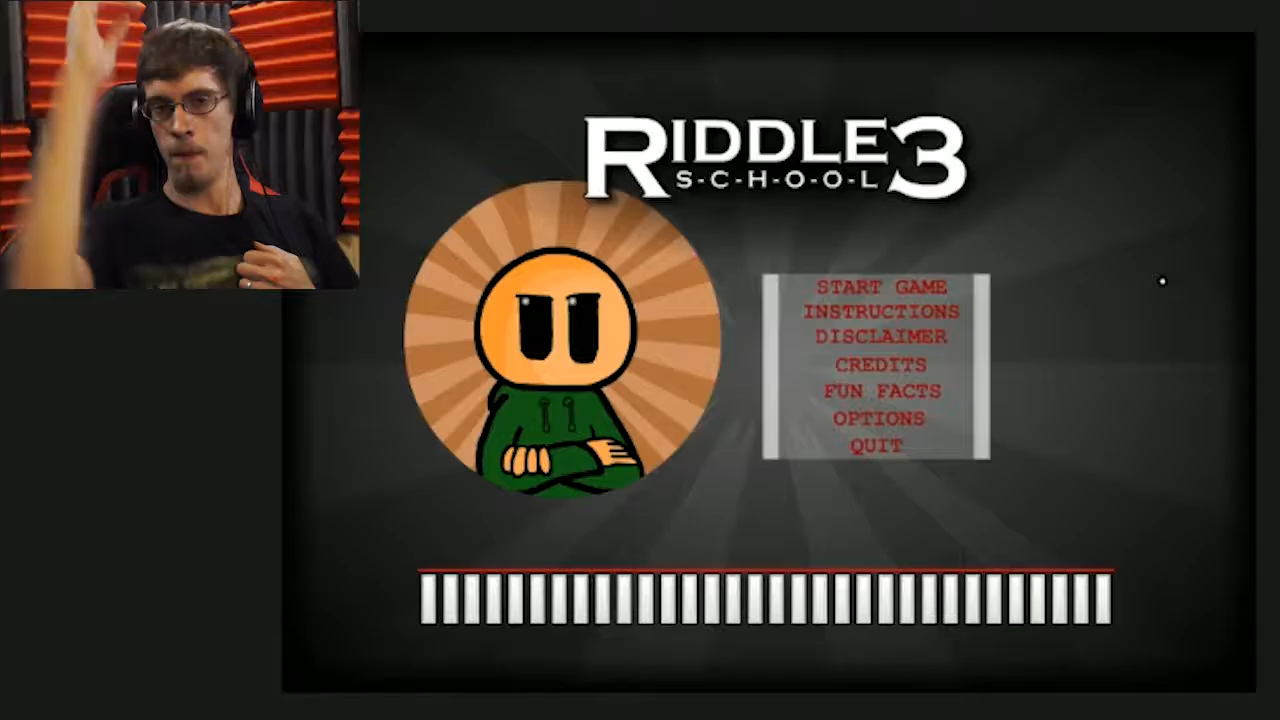 RIDDLE 3
S-C-H-O-O-L
START GAME
INSTRUCTIONS
DISCLAIMER
CREDITS
FUN FACTS
OPTIONS
QUIT